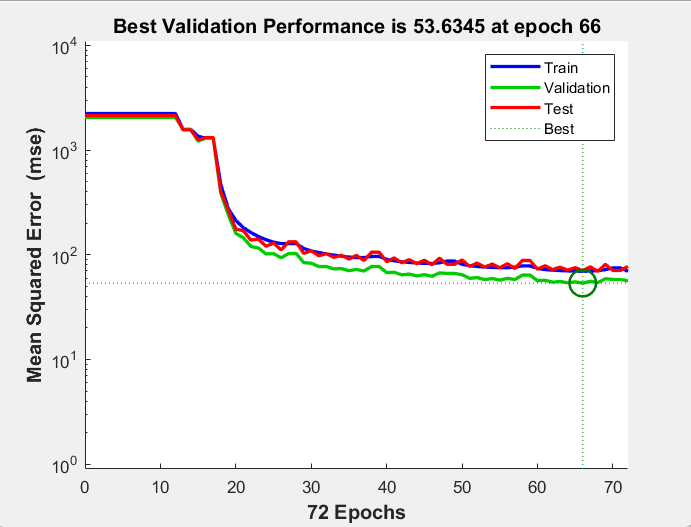 Best Validation Performance is 53.6345 at epoch 66
Mean Squared Error (mse)
10^4
10^3
10^2
10^1
10^0
Train
Validation
Test
Best
0 10 20 30 40 50 60 70
72 Epochs